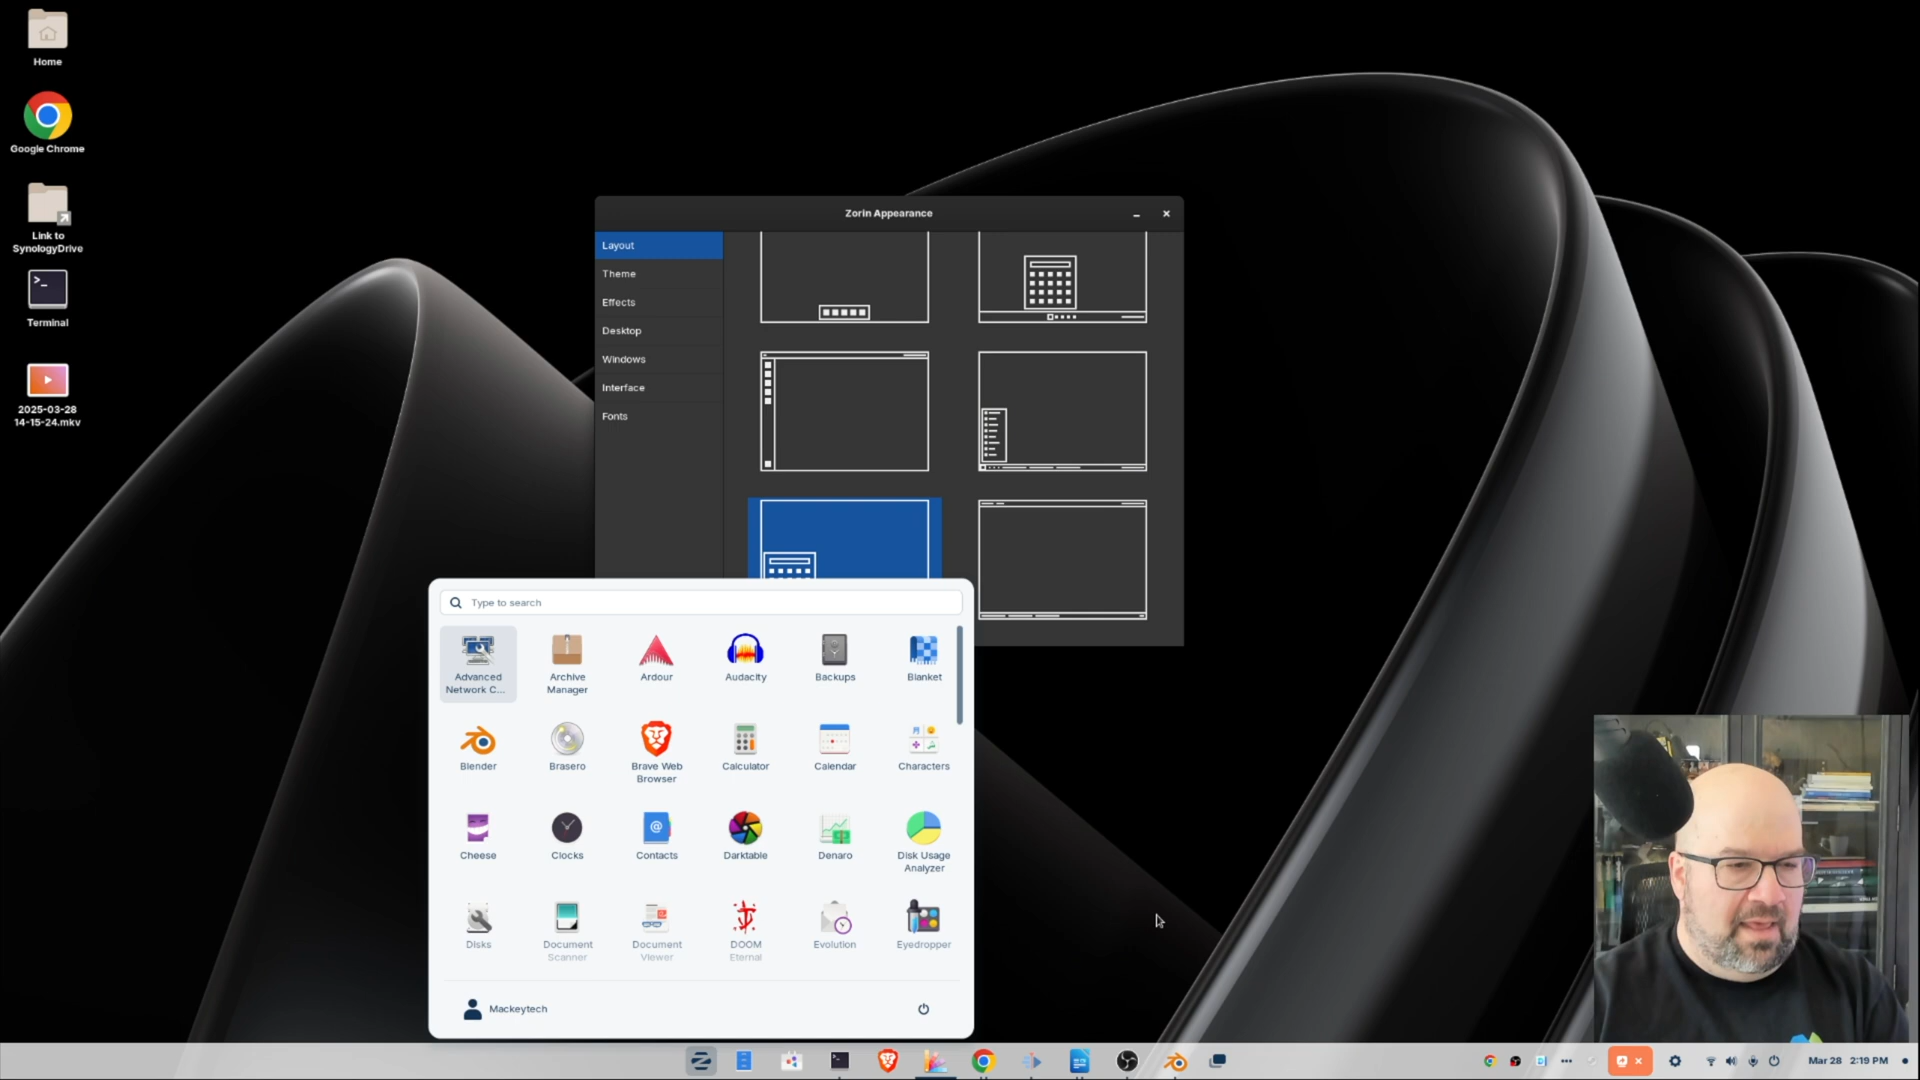 Home
Google Chrome
Link to
SynologyDrive
Terminal
2025-03-28
14-15-24.mkv
Zorin Appearance
Layout
Theme
Effects
Desktop
Windows
Interface
Fonts
Type to search
Advanced
Network C...
Archive
Manager
Ardour
Audacity
Backups
Blanket
Blender
Brasero
Brave Web
Browser
Calculator
Calendar
Characters
Cheese
Clocks
Contacts
Darktable
Denaro
Disk Usage
Analyzer
Disks
Document
Scanner
Document
Viewer
DOOM
Eternal
Evolution
Eyedropper
Mackeytech
Mar 28 2:19 PM